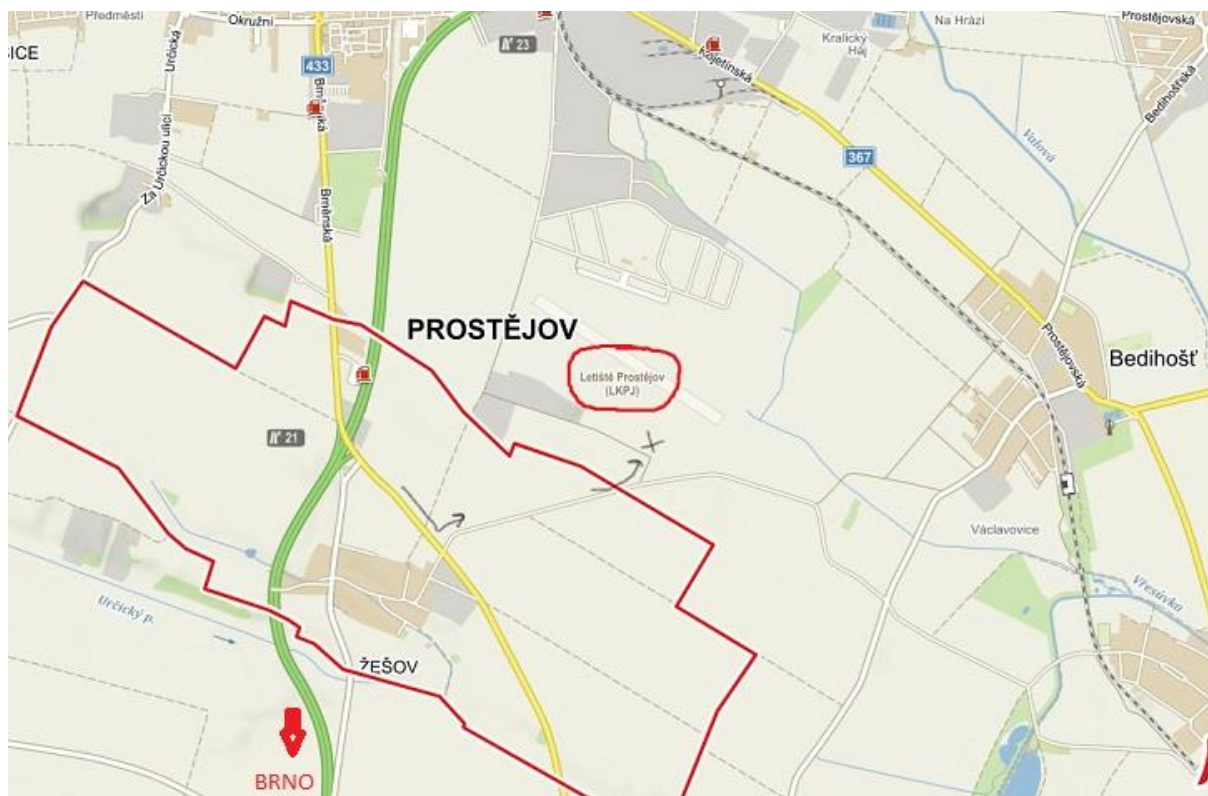 Předměstí
Okružní
Určická
433
Brněnská
23
Kojetínská
Kralický
Háj
Na Hrázi
Prostějovská
Bedihošťská
Valová
Za Určickou ulicí
Brněnská
367
PROSTĚJOV
Letiště Prostějov
(LKPJ)
Prostějovská
Bedihošť
21
X
Václavovice
Vřesůvka
Určický p.
ŽEŠOV
BRNO